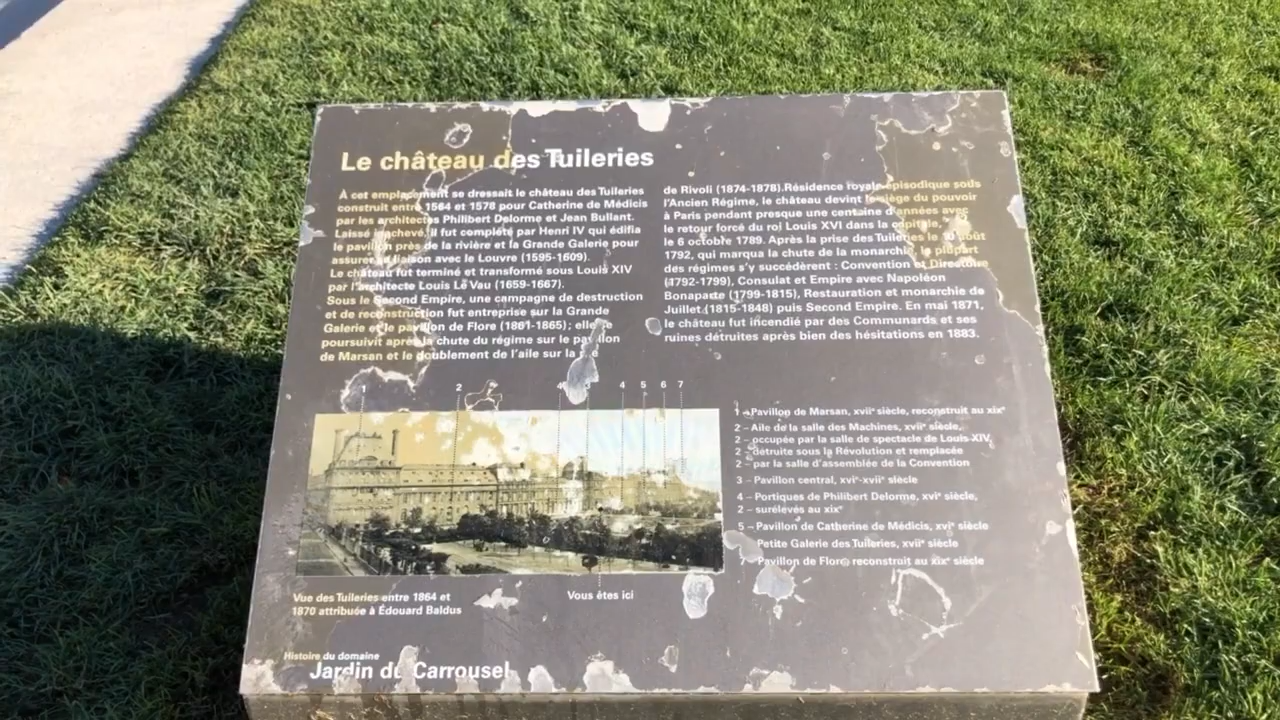 Le château des Tuileries
À cet emplacement se dressait le château des Tuileries
construit entre 1564 et 1578 pour Catherine de Médicis
par les architectes Philibert Delorme et Jean Bullant.
Laissé inachevé, il fut complété par Henri IV qui édifia
le pavillon près de la rivière et la Grande Galerie pour
assurer sa liaison avec le Louvre (1595-1609).
Le château fut terminé et transformé sous Louis XIV
par l'architecte Louis Le Vau (1659-1667).
Sous le Second Empire, une campagne de destruction
et de reconstruction fut entreprise sur la Grande
Galerie et le pavillon de Flore (1861-1865) ; elle se
poursuivit après la chute du régime sur le pavillon
de Marsan et le doublement de l'aile sur la
de Rivoli (1874-1878). Résidence royale épisodique sous
l'Ancien Régime, le château devint le siège du pouvoir
à Paris pendant presque une centaine d'années avec
le retour forcé du roi Louis XVI dans la capitale,
le 6 octobre 1789. Après la prise des Tuileries le 10 août
1792, qui marqua la chute de la monarchie, la plupart
des régimes s'y succédèrent : Convention et Directoire
(1792-1799), Consulat et Empire avec Napoléon
Bonaparte (1799-1815), Restauration et monarchie de
Juillet (1815-1848) puis Second Empire. En mai 1871,
le château fut incendié par des Communards et ses
ruines détruites après bien des hésitations en 1883.
1 2 4 5 6 7
1 – Pavillon de Marsan, xviiᵉ siècle, reconstruit au xixᵉ
2 – Aile de la salle des Machines, xviiᵉ siècle,
2 – occupée par la salle de spectacle de Louis XIV,
2 – détruite sous la Révolution et remplacée
2 – par la salle d'assemblée de la Convention
3 – Pavillon central, xviᵉ-xviiᵉ siècle
4 – Portiques de Philibert Delorme, xviᵉ siècle,
2 – surélevés au xixᵉ
5 – Pavillon de Catherine de Médicis, xviᵉ siècle
Petite Galerie des Tuileries, xviiᵉ siècle
7 – Pavillon de Flore reconstruit au xixᵉ siècle
Vue des Tuileries entre 1864 et
1870 attribuée à Édouard Baldus
Vous êtes ici
Histoire du domaine
Jardin du Carrousel